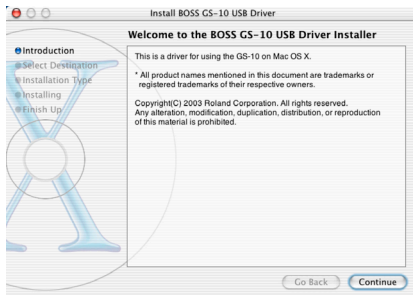 Install BOSS GS-10 USB Driver
Welcome to the BOSS GS-10 USB Driver Installer
Introduction
Select Destination
Installation Type
Installing
Finish Up
This is a driver for using the GS-10 on Mac OS X.
* All product names mentioned in this document are trademarks or
registered trademarks of their respective owners.
Copyright(C) 2003 Roland Corporation. All rights reserved.
Any alteration, modification, duplication, distribution, or reproduction
of this material is prohibited.
Go Back
Continue